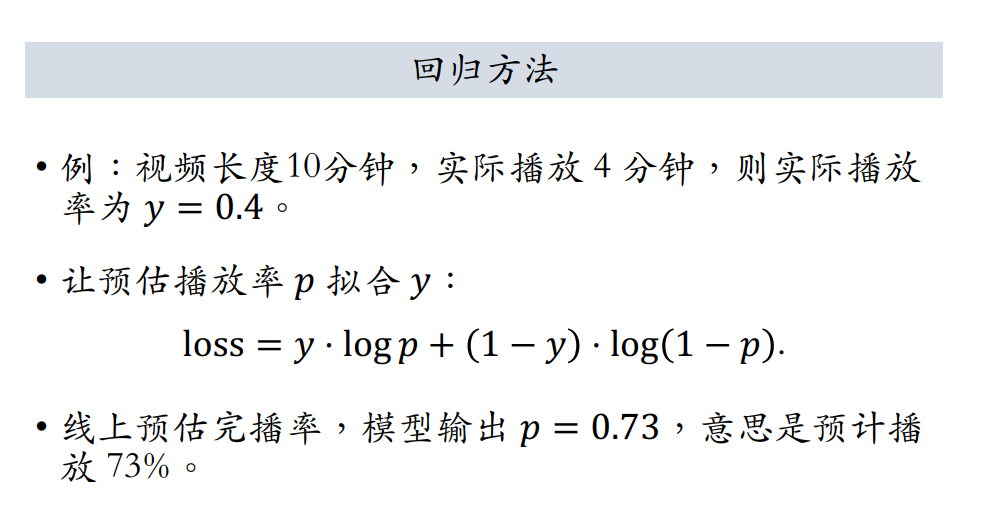 回归方法
• 例：视频长度10分钟，实际播放 4 分钟，则实际播放
率为 y = 0.4。
• 让预估播放率 p 拟合 y：
loss = y · log p + (1 − y) · log(1 − p).
• 线上预估完播率，模型输出 p = 0.73，意思是预计播
放 73%。